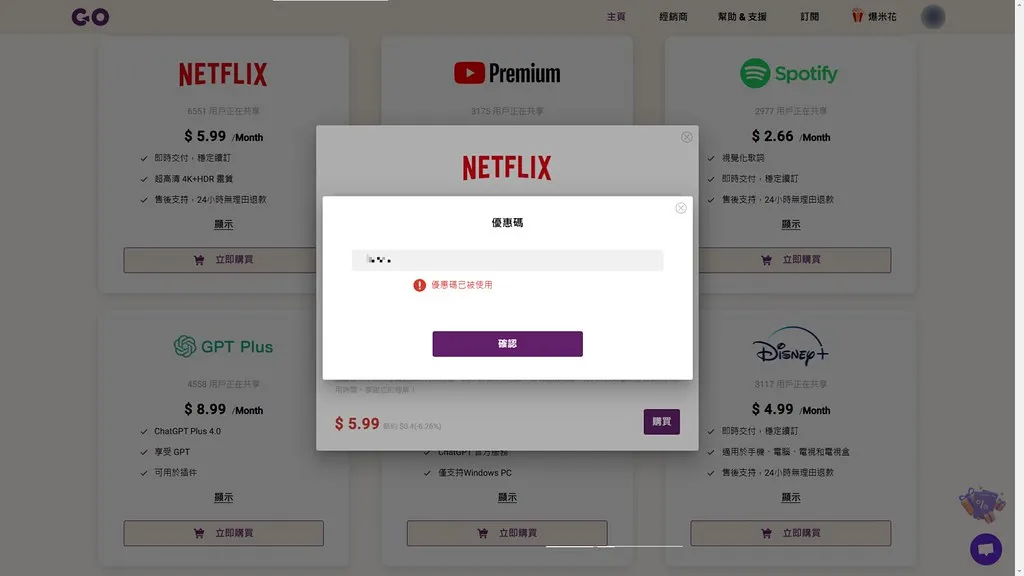 GO
主頁
經銷商
幫助 & 支援
訂閱
爆米花
NETFLIX
6551 用戶正在共享
$ 5.99 /Month
即時交付，穩定續訂
超高清 4K+HDR 畫質
售後支持，24小時無理由退款
顯示
立即購買
Premium
3175 用戶正在共享
Spotify
2977 用戶正在共享
$ 2.66 /Month
視覺化歌詞
即時交付，穩定續訂
售後支持，24小時無理由退款
顯示
立即購買
NETFLIX
優惠碼
優惠碼已被使用
確認
$ 5.99
購買
GPT Plus
4558 用戶正在共享
$ 8.99 /Month
ChatGPT Plus 4.0
享受 GPT
可用於插件
顯示
立即購買
ChatGPT 官方服務
僅支持Windows PC
顯示
立即購買
Disney+
3117 用戶正在共享
$ 4.99 /Month
即時交付，穩定續訂
適用於手機、電腦、電視和電視盒
售後支持，24小時無理由退款
顯示
立即購買